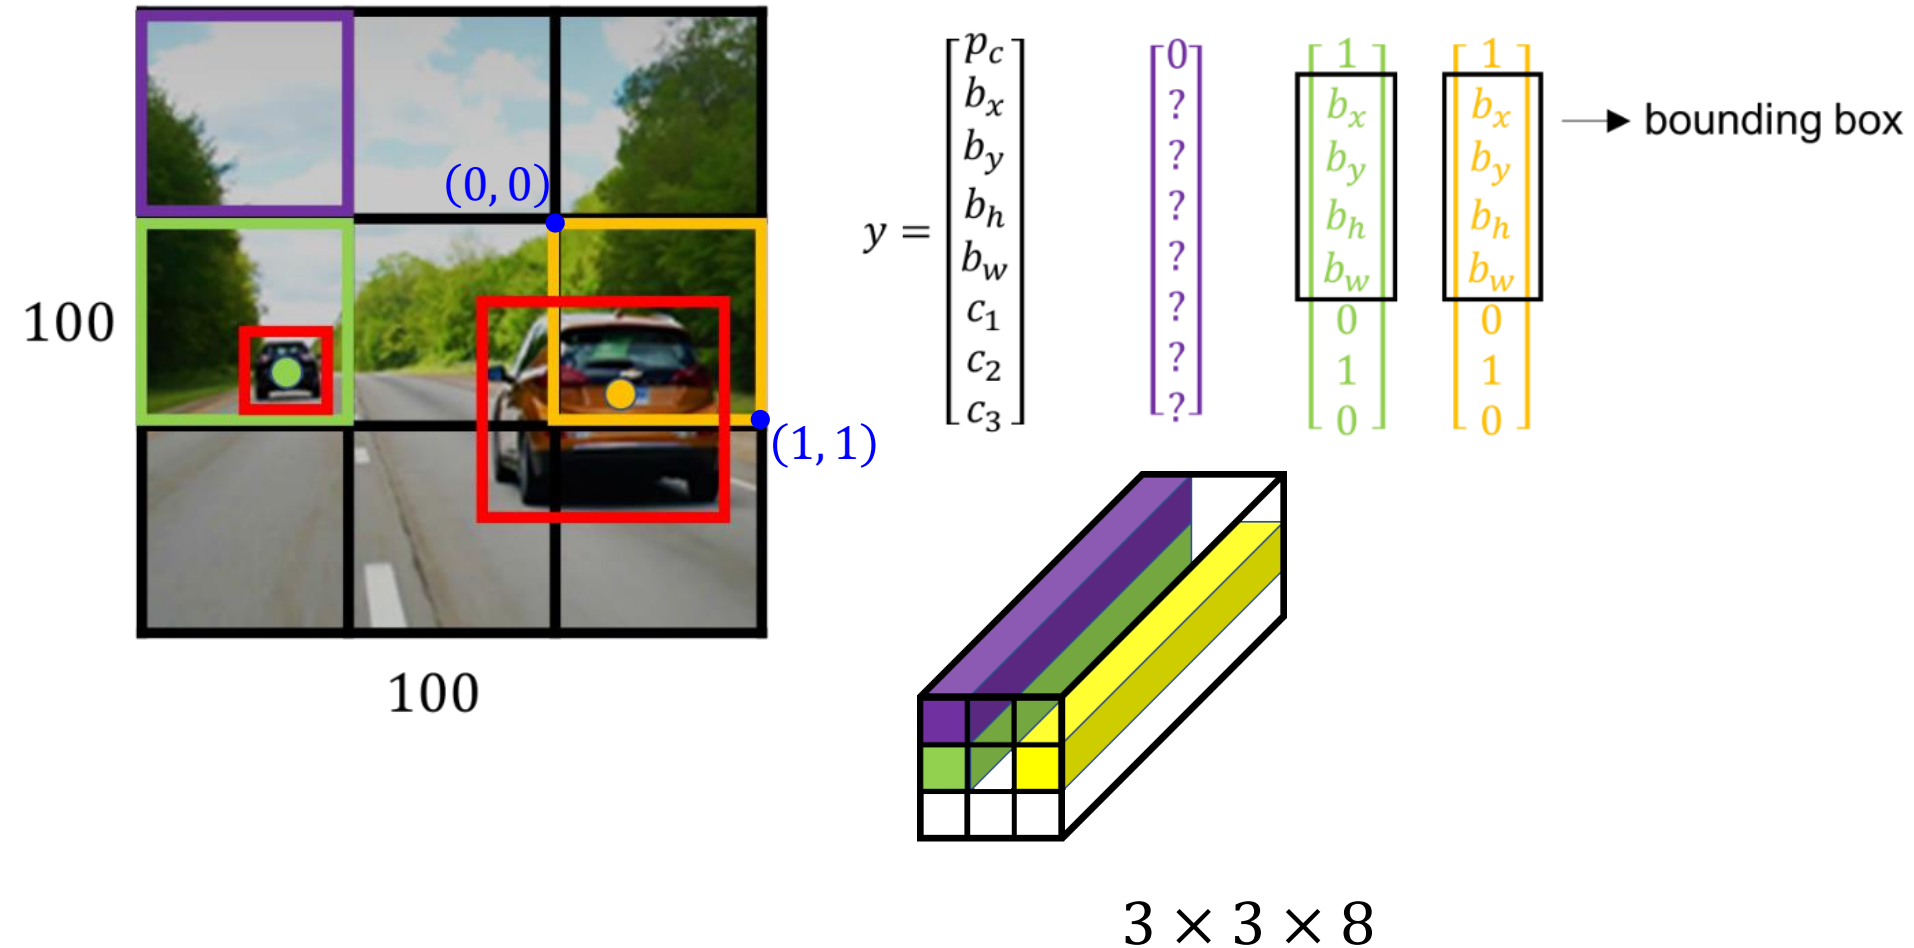 (0, 0)
(1, 1)
100
100
y =
p_c
b_x
b_y
b_h
b_w
c_1
c_2
c_3
0
?
?
?
?
?
?
?
1
b_x
b_y
b_h
b_w
0
1
0
1
b_x
b_y
b_h
b_w
0
1
0
bounding box
3 × 3 × 8